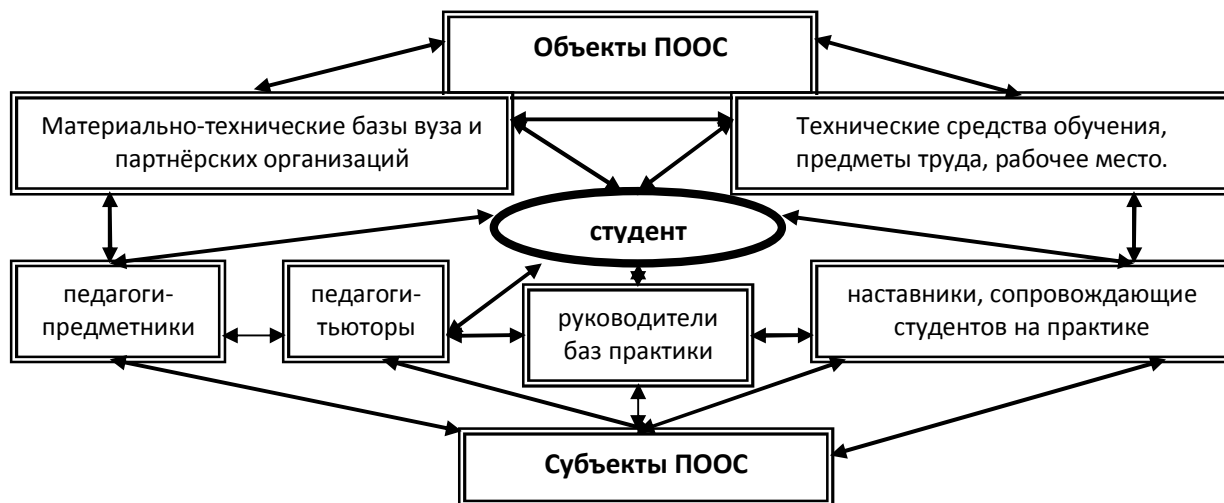 Объекты ПООС
Материально-технические базы вуза и
партнёрских организаций
Технические средства обучения,
предметы труда, рабочее место.
студент
педагоги-
предметники
педагоги-
тьюторы
руководители
баз практики
наставники, сопровождающие
студентов на практике
Субъекты ПООС